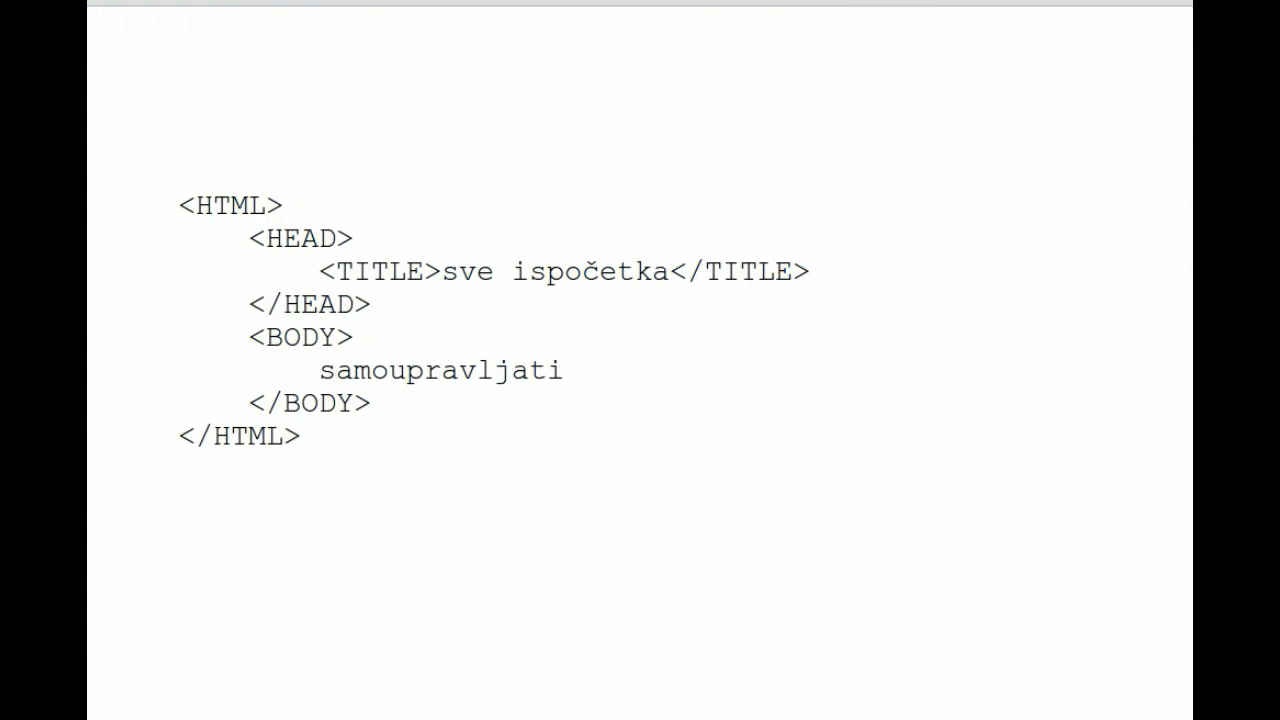 <HTML>
<HEAD>
<TITLE>sve ispočetka</TITLE>
</HEAD>
<BODY>
samoupravljati
</BODY>
</HTML>